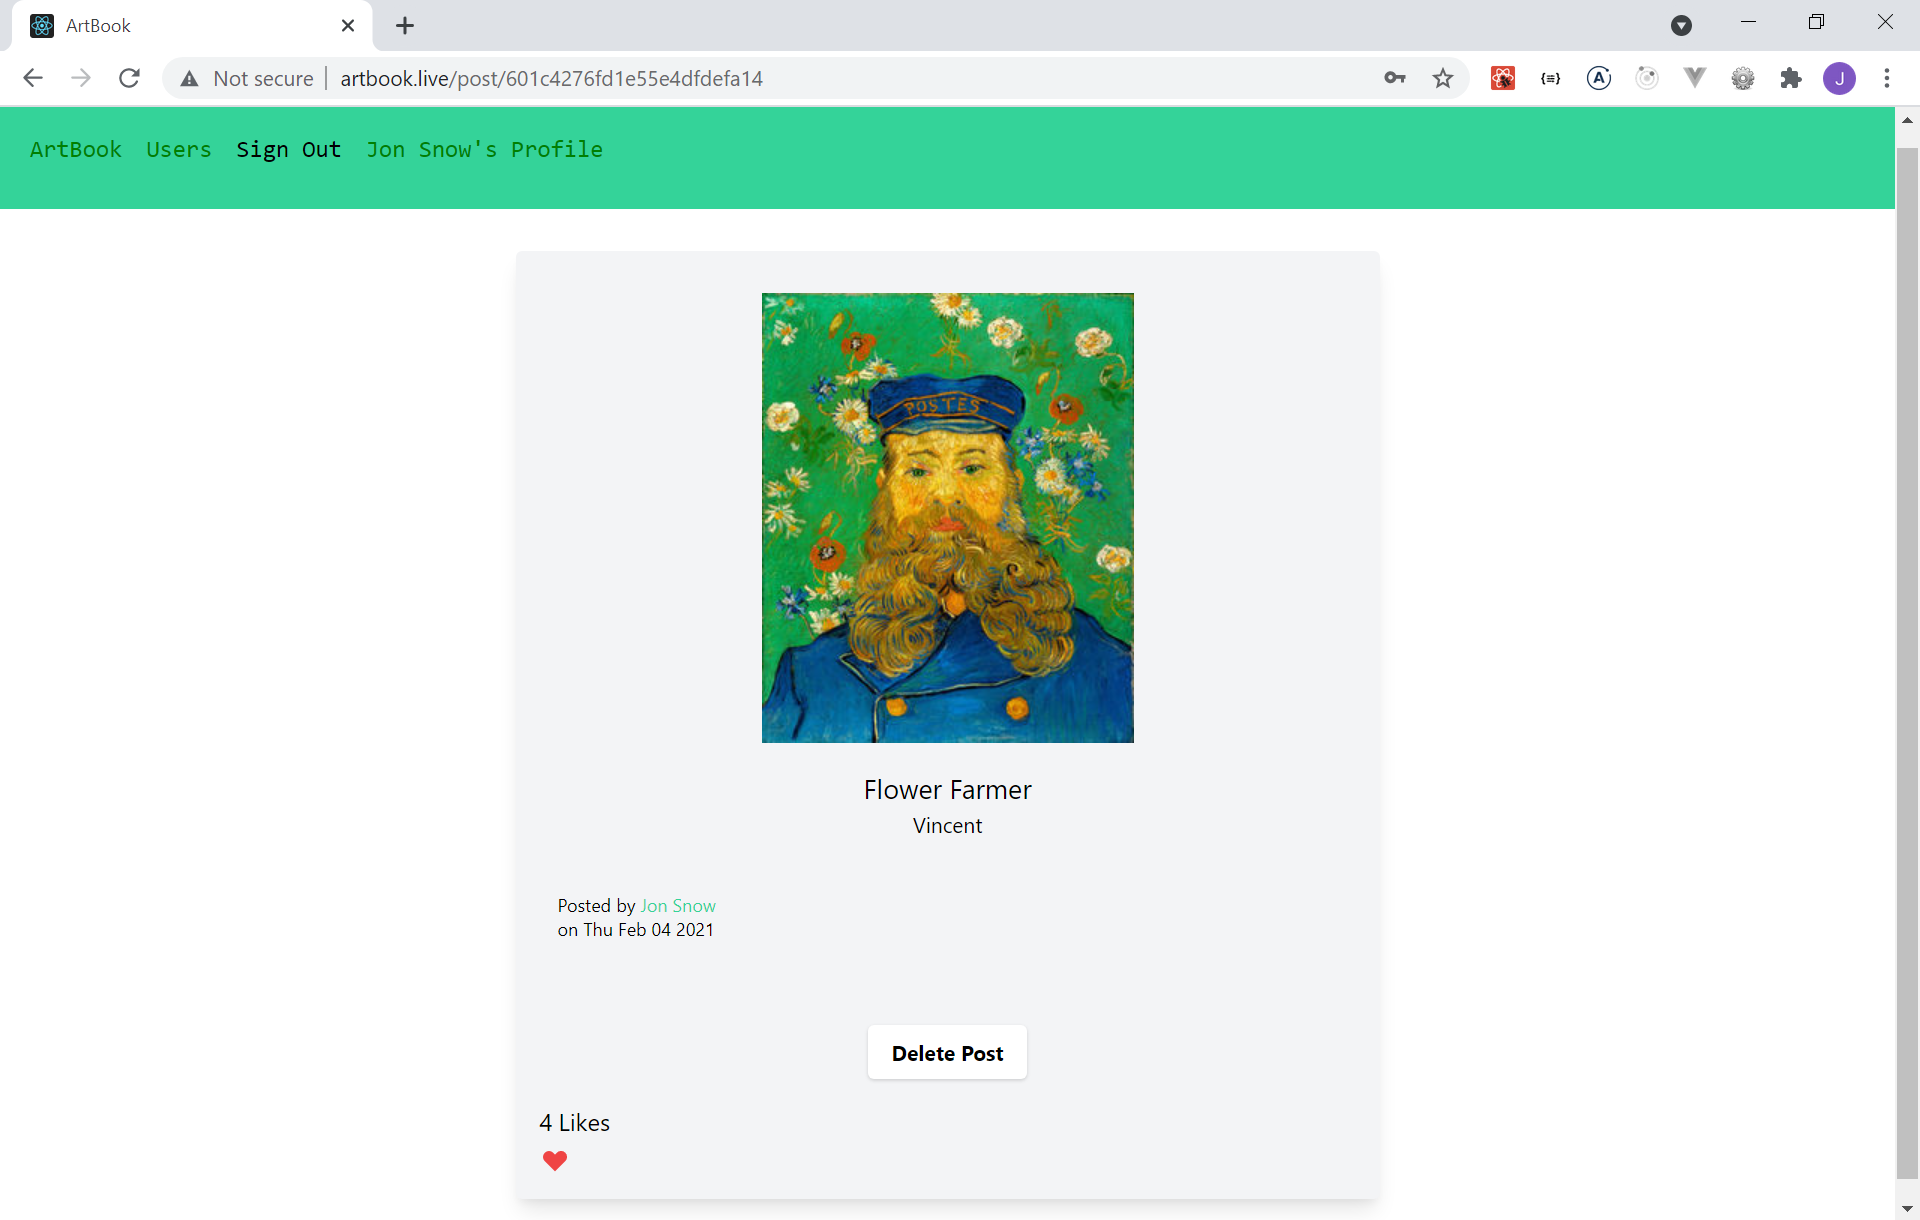 ArtBook
Not secure | artbook.live/post/601c4276fd1e55e4dfdefa14
J
ArtBook Users Sign Out Jon Snow's Profile
POSTES
Flower Farmer
Vincent
Posted by Jon Snow
on Thu Feb 04 2021
Delete Post
4 Likes